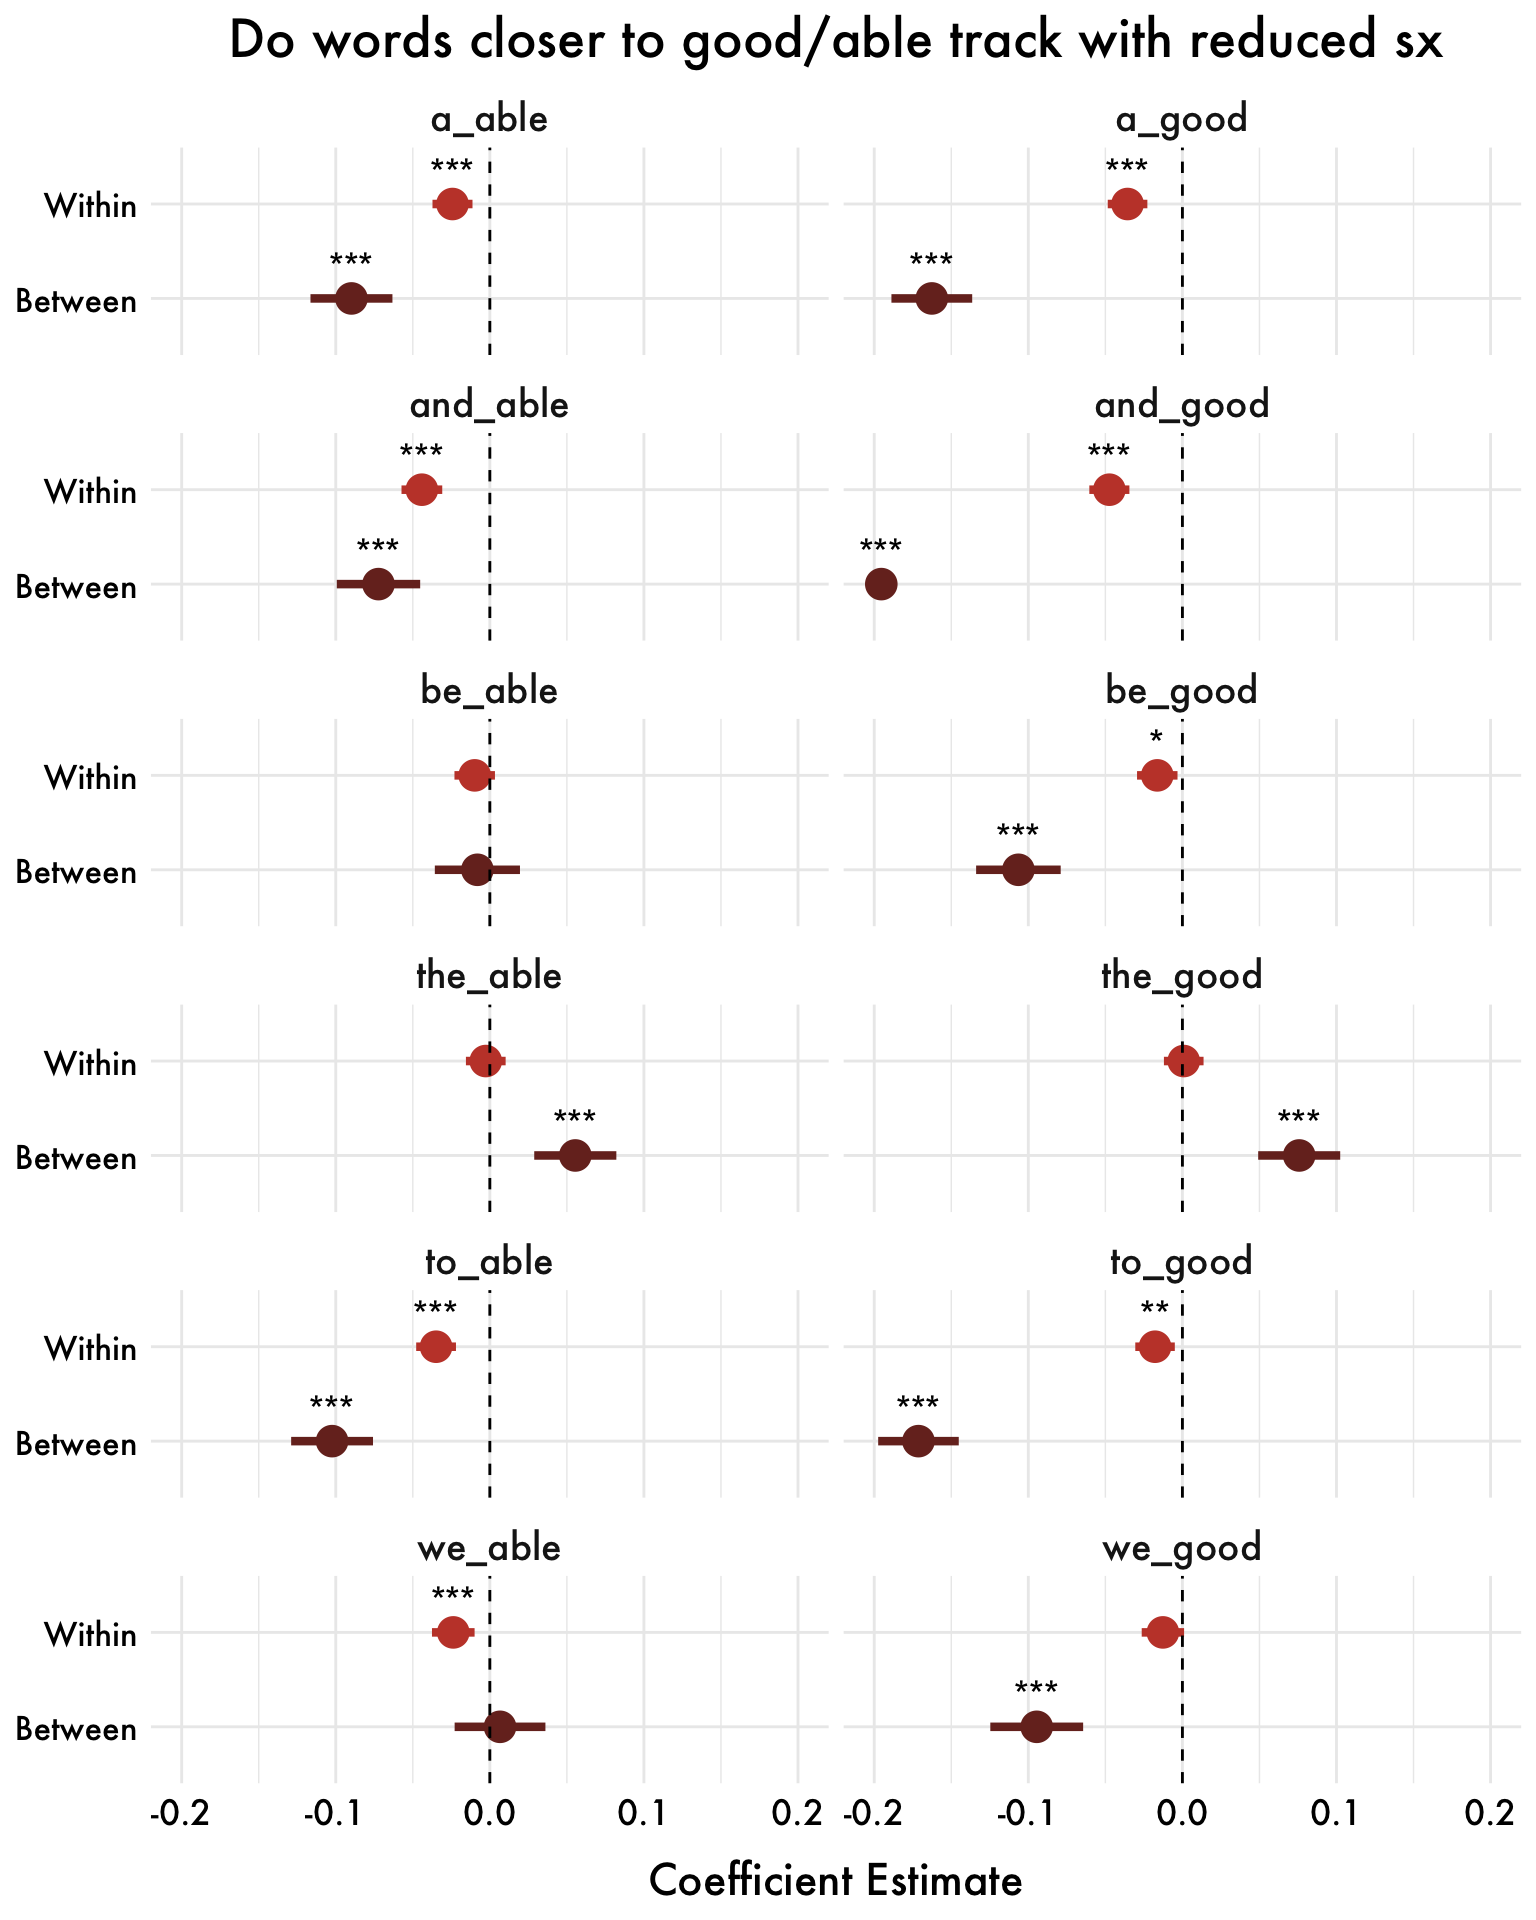 Do words closer to good/able track with reduced sx
a_able a_good
*** ***
Within
*** ***
Between
and_able and_good
*** ***
Within
*** ***
Between
be_able be_good
*
Within
***
Between
the_able the_good
Within
*** ***
Between
to_able to_good
*** **
Within
*** ***
Between
we_able we_good
***
Within
***
Between
-0.2 -0.1 0.0 0.1 0.2 -0.2 -0.1 0.0 0.1 0.2
Coefficient Estimate